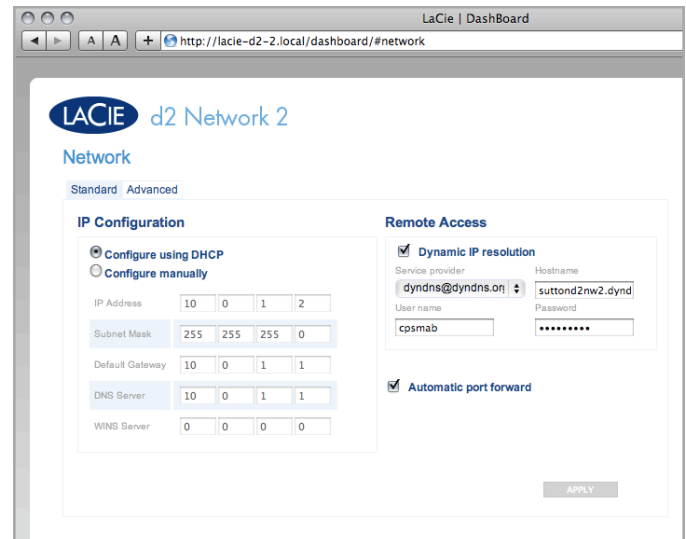 LaCie | DashBoard
A A + http://lacie-d2-2.local/dashboard/#network
LACIE d2 Network 2
Network
Standard Advanced
IP Configuration
Configure using DHCP
Configure manually
IP Address 10 0 1 2
Subnet Mask 255 255 255 0
Default Gateway 10 0 1 1
DNS Server 10 0 1 1
WINS Server 0 0 0 0
Remote Access
Dynamic IP resolution
Service provider Hostname
dyndns@dyndns.org suttond2nw2.dynd
User name Password
cpsmab •••••••••
Automatic port forward
APPLY